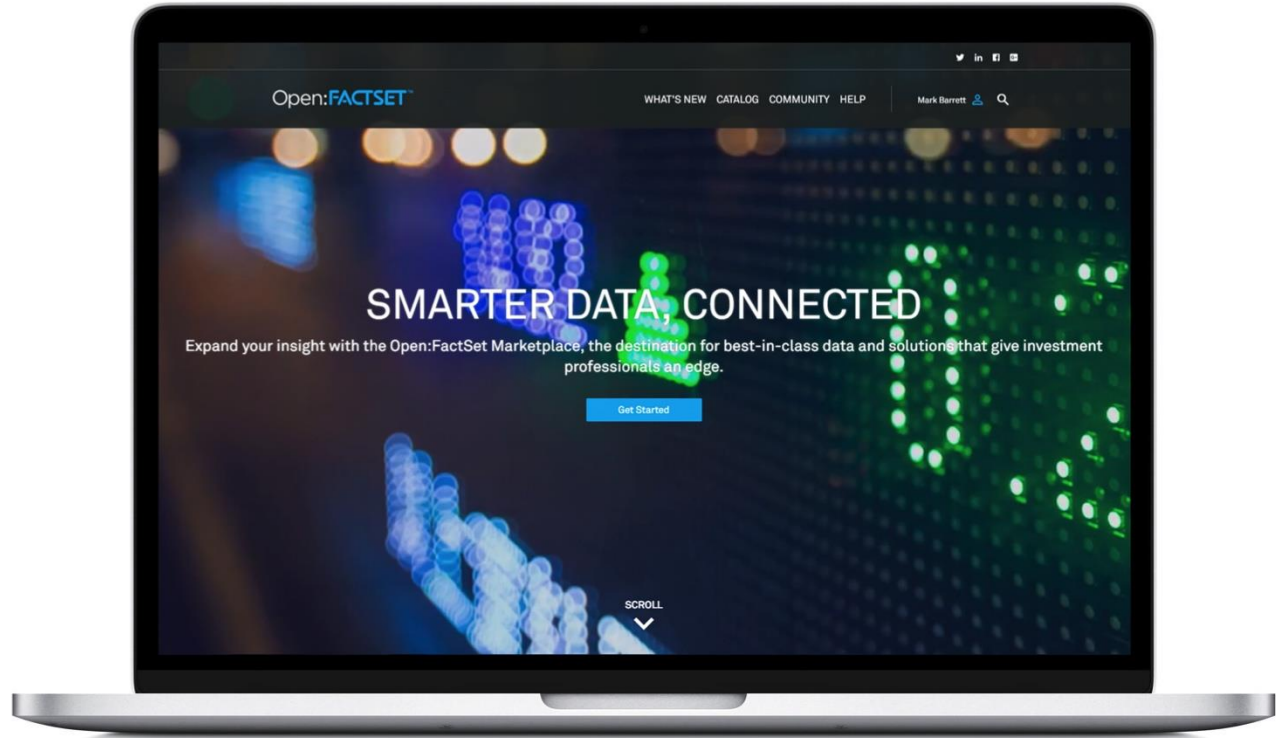 Open:FACTSET™
WHAT'S NEW CATALOG COMMUNITY HELP
Mark Barrett
SMARTER DATA, CONNECTED
Expand your insight with the Open:FactSet Marketplace, the destination for best-in-class data and solutions that give investment
professionals an edge.
Get Started
SCROLL